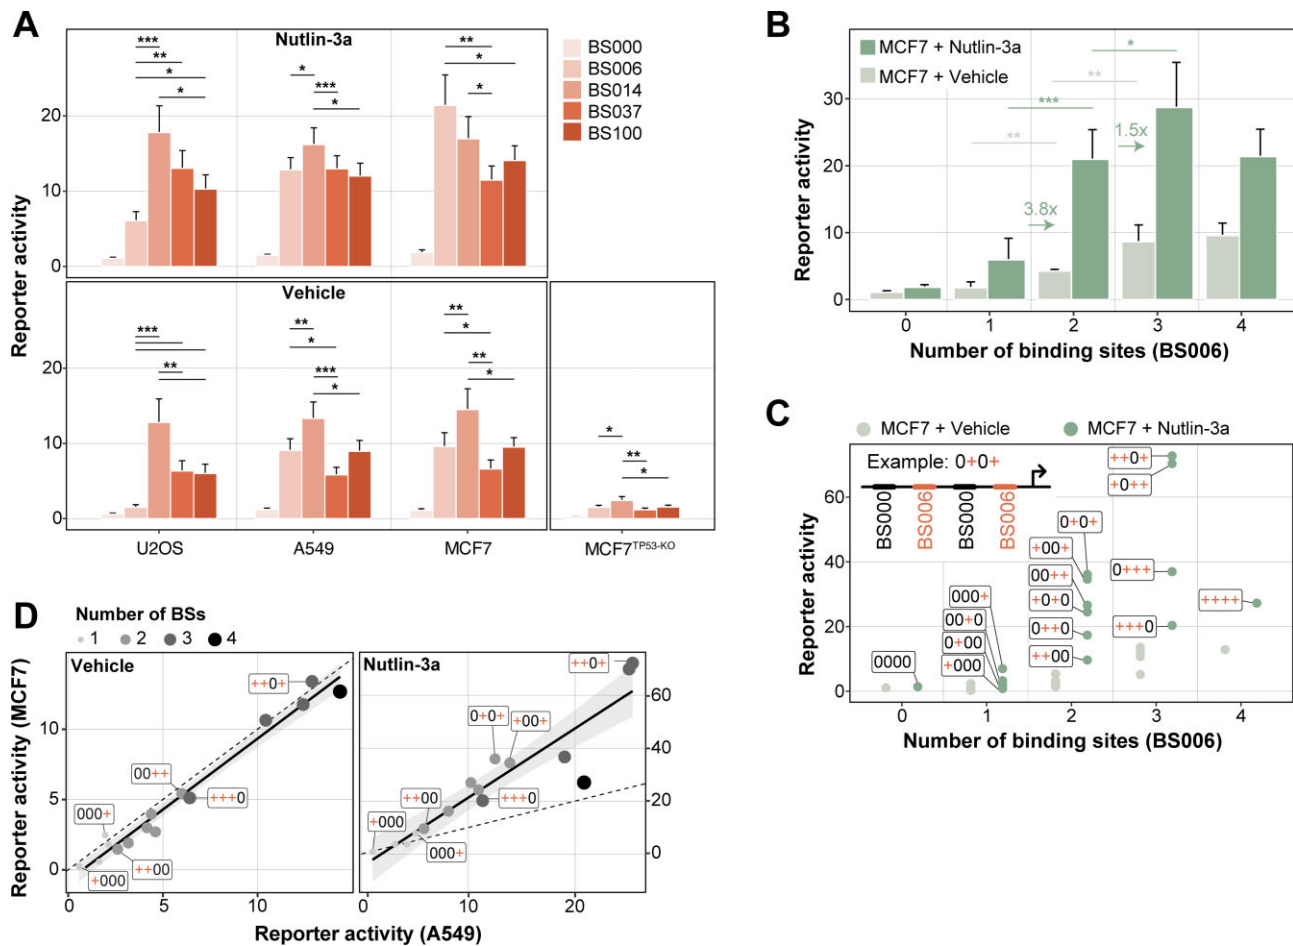 A
Nutlin-3a
Reporter activity
20
10
0
***
**
*
*
*
***
*
**
*
*
BS000
BS006
BS014
BS037
BS100
Vehicle
20
10
0
***
**
**
*
***
*
**
*
**
*
*
**
*
U2OS
A549
MCF7
MCF7TP53-KO
B
MCF7 + Nutlin-3a
MCF7 + Vehicle
Reporter activity
30
20
10
0
*
**
***
**
1.5x
3.8x
0 1 2 3 4
Number of binding sites (BS006)
C
MCF7 + Vehicle
MCF7 + Nutlin-3a
Example: 0+0+
BS000
BS006
BS000
BS006
Reporter activity
60
40
20
0
0000
000+
00+0
0+00
+000
0+0+
+00+
00++
+0+0
0++0
++00
++0+
+0++
0+++
+++0
++++
0 1 2 3 4
Number of binding sites (BS006)
D
Number of BSs
1 2 3 4
Vehicle
Reporter activity (MCF7)
10
5
0
++0+
00++
000+
+++0
++00
+000
0 5 10
Nutlin-3a
++0+
0+0+
+00+
++00
+++0
+000
000+
60
40
20
0
0 10 20
Reporter activity (A549)